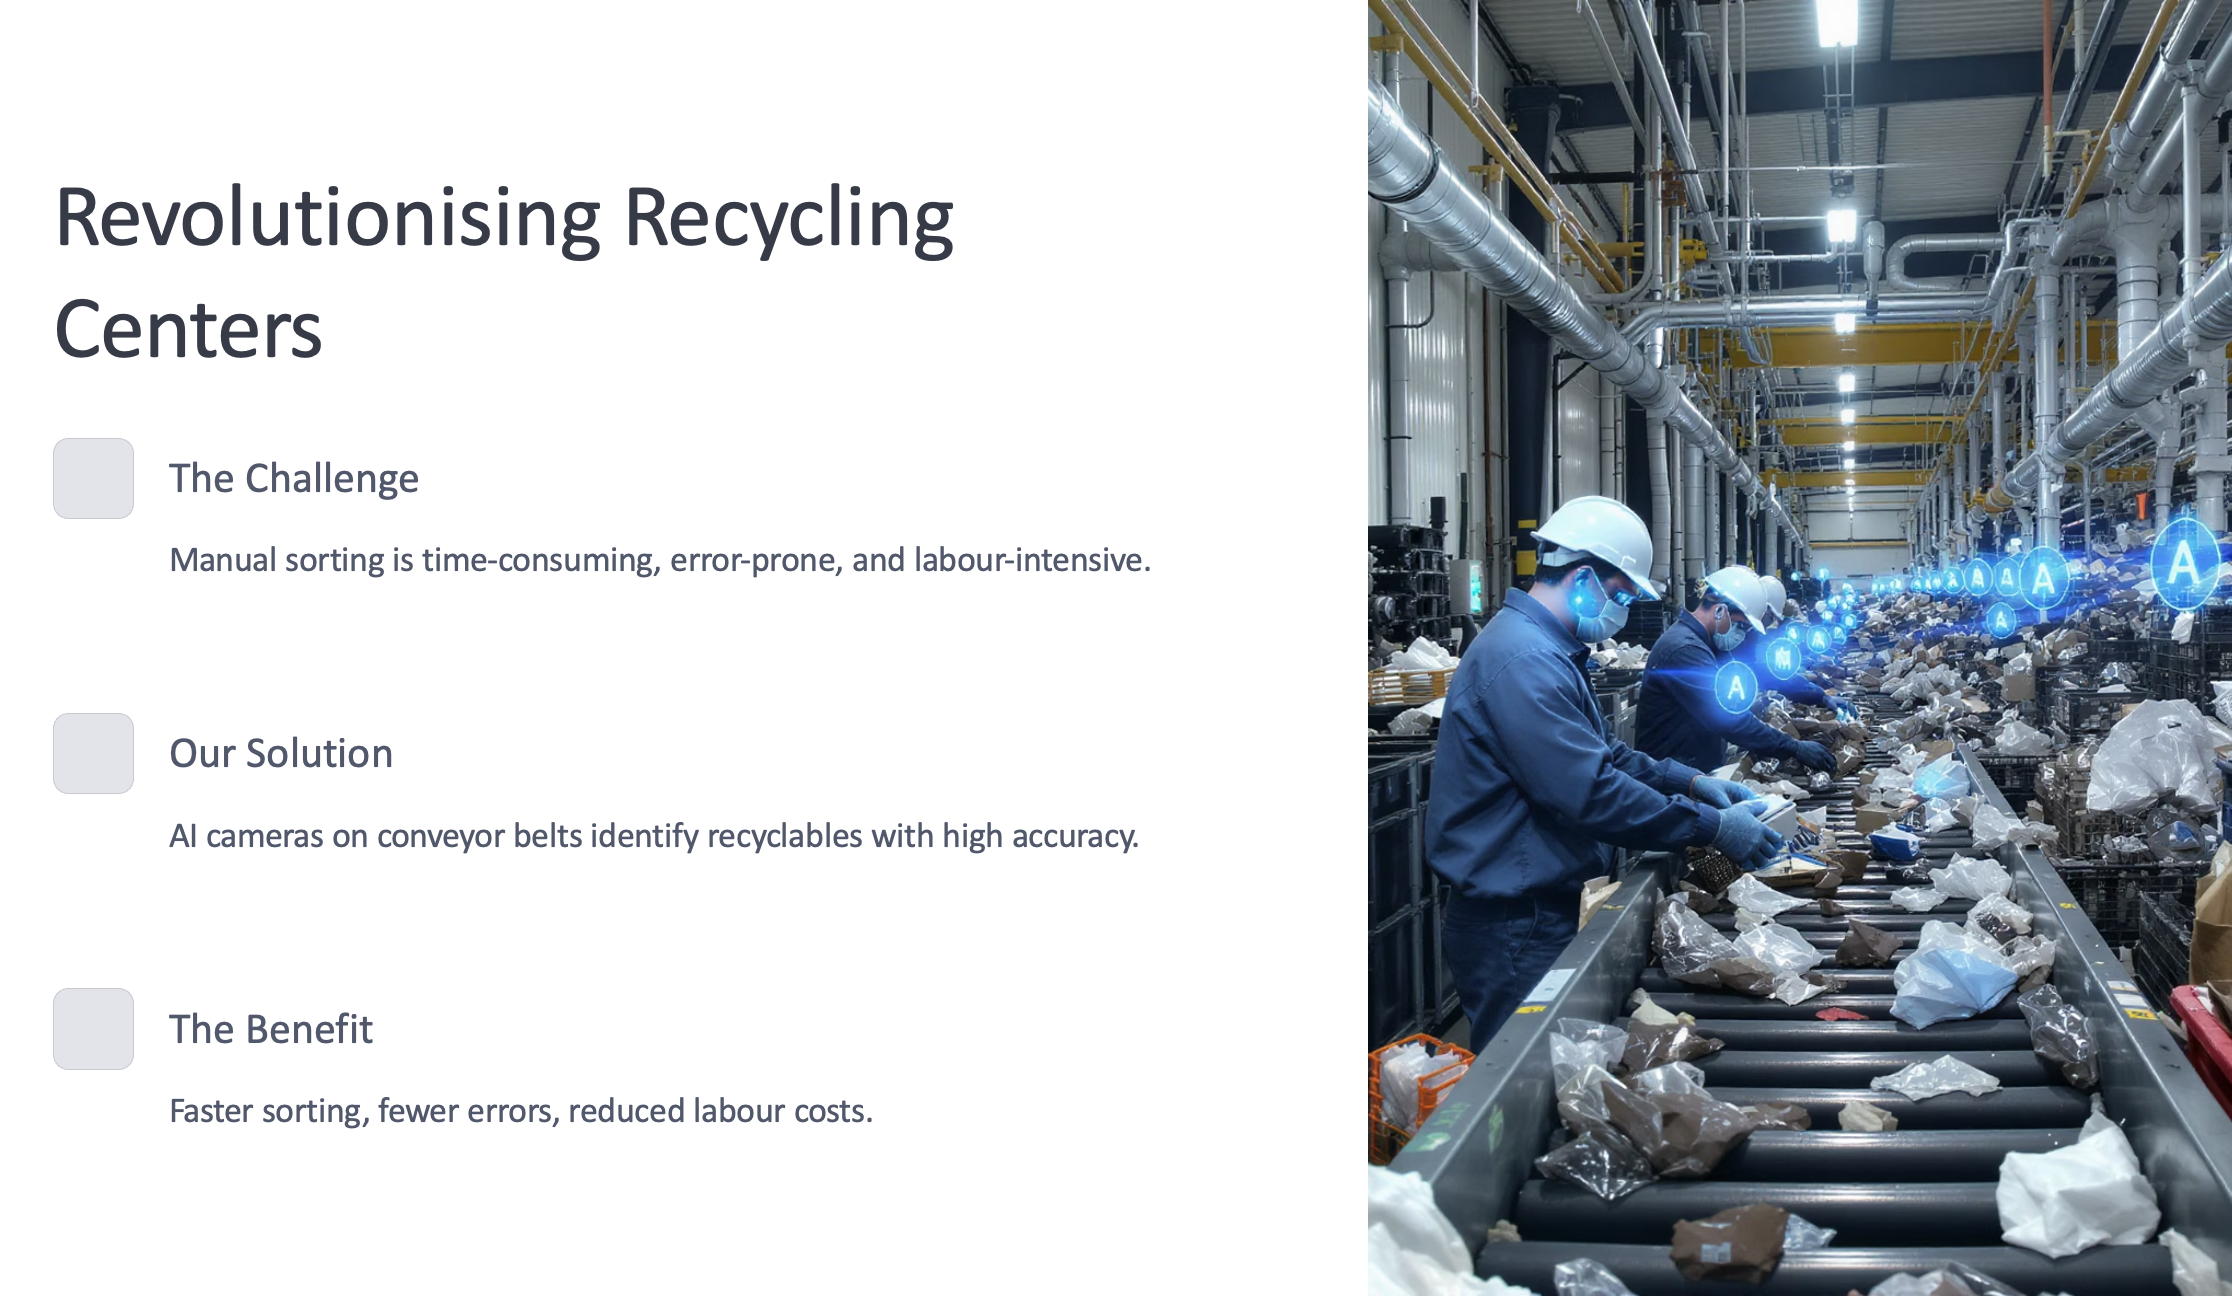 Revolutionising Recycling
Centers
The Challenge
Manual sorting is time-consuming, error-prone, and labour-intensive.
Our Solution
AI cameras on conveyor belts identify recyclables with high accuracy.
The Benefit
Faster sorting, fewer errors, reduced labour costs.
A
A
A
A
A
A
A